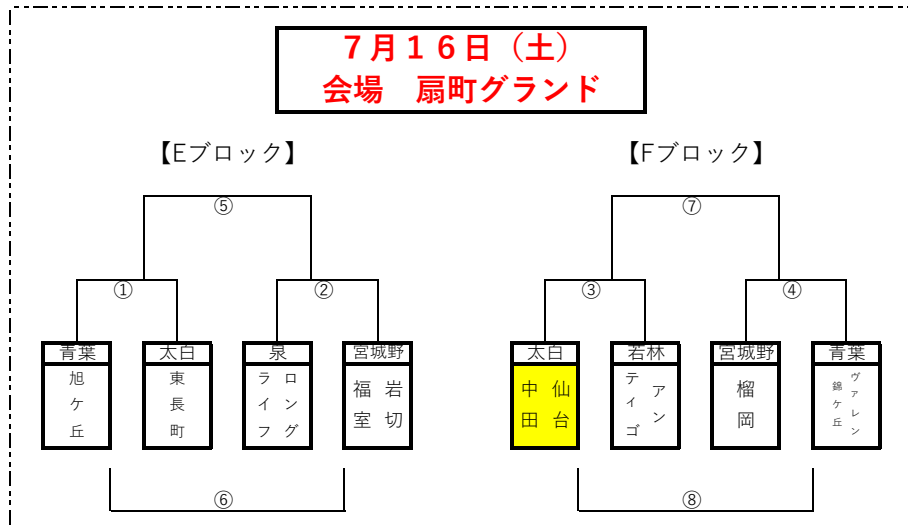 7月16日（土）
会場　扇町グランド
【Eブロック】
【Fブロック】
⑤
⑦
①
②
③
④
青葉
旭ケ丘
太白
東長町
泉
ロング
ライフ
宮城野
岩切
福室
太白
仙台
中田
若林
アン
ティゴ
宮城野
榴岡
青葉
ヴァレン
錦ケ丘
⑥
⑧